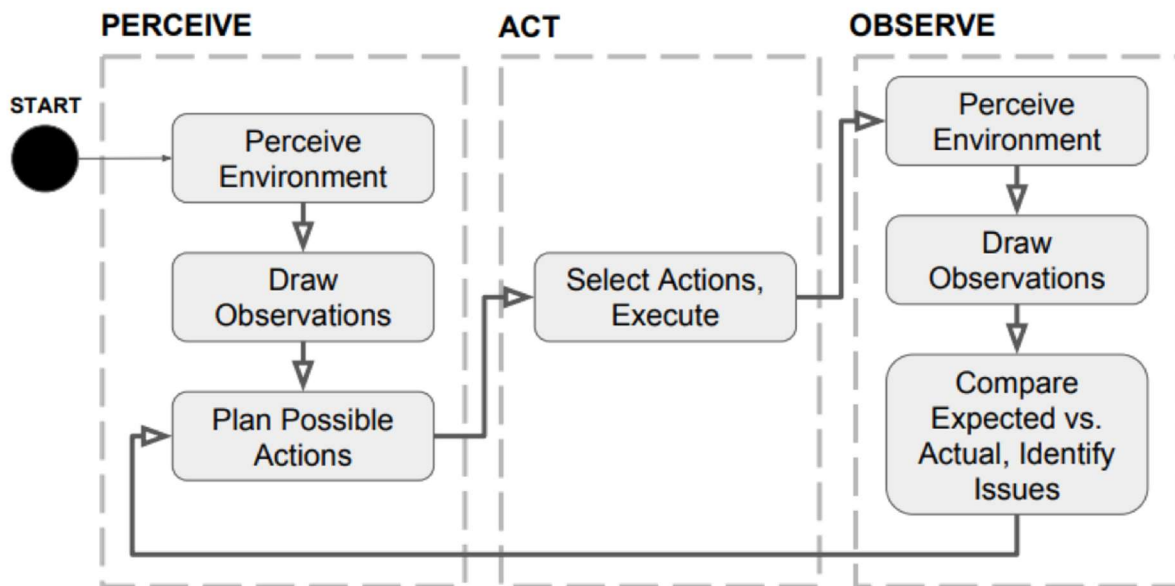 PERCEIVE
START
Perceive
Environment
Draw
Observations
Plan Possible
Actions
ACT
Select Actions,
Execute
OBSERVE
Perceive
Environment
Draw
Observations
Compare
Expected vs.
Actual, Identify
Issues